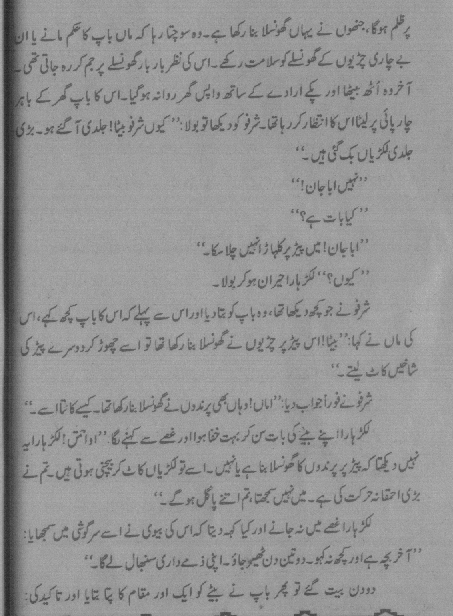 پر ظلم ہوگا، جنھوں نے یہاں گھونسلا بنا رکھا ہے۔ وہ سوچتا رہا کہ ماں باپ کا حکم مانے یا ان
بے چاری چڑیوں کے گھونسلے کو سلامت رکھے۔ اس کی نظر بار بار گھونسلے پر جم کر رہ جاتی تھی۔
آخر وہ اُٹھ بیٹھا اور پکے ارادے کے ساتھ واپس گھر روانہ ہوگیا۔ اس کا باپ گھر کے باہر
چارپائی پر لیٹا اس کا انتظار کر رہا تھا۔ شرفو کو دیکھا تو بولا: ’’کیوں شرفو بیٹا! جلدی آگئے ہو۔ بڑی
جلدی لکڑیاں بک گئی ہیں۔‘‘
’’نہیں ابا جان!‘‘
’’کیا بات ہے؟‘‘
’’ابا جان! میں پیڑ پر کلہاڑا نہیں چلا سکا۔‘‘
’’کیوں؟‘‘ لکڑہارا حیران ہو کر بولا۔
شرفو نے جو کچھ دیکھا تھا، وہ باپ کو بتا دیا اور اس سے پہلے کہ اس کا باپ کچھ کہے، اس
کی ماں نے کہا: ’’بیٹا! اس پیڑ پر چڑیوں نے گھونسلا بنا رکھا تھا تو اسے چھوڑ کر دوسرے پیڑ کی
شاخیں کاٹ لیتے۔‘‘
شرفو نے فوراً جواب دیا: ’’اماں! وہاں بھی پرندوں نے گھونسلا بنا رکھا تھا۔ کیسے کاٹتا اسے۔‘‘
لکڑہارا اپنے بیٹے کی بات سن کر بہت خفا ہوا اور غصے سے کہنے لگا: ’’او احمق! لکڑہارا یہ
نہیں دیکھتا کہ پیڑ پر پرندوں کا گھونسلا بنا ہے یا نہیں۔ اسے تو لکڑیاں کاٹ کر بیچنی ہوتی ہیں۔ تم نے
بڑی احمقانہ حرکت کی ہے۔ میں نہیں سمجھتا، تم اتنے پاگل ہوگے۔‘‘
لکڑہارا غصے میں نہ جانے اور کیا کہہ دیتا کہ اس کی بیوی نے اسے سرگوشی میں سمجھایا:
’’آخر بچہ ہے اور کچھ نہ کہو۔ دو تین دن ٹھیر جاؤ۔ اپنی ذمے داری سنبھال لے گا۔‘‘
دو دن بیت گئے تو پھر باپ نے بیٹے کو ایک اور مقام کا پتا بتایا اور تاکید کی: